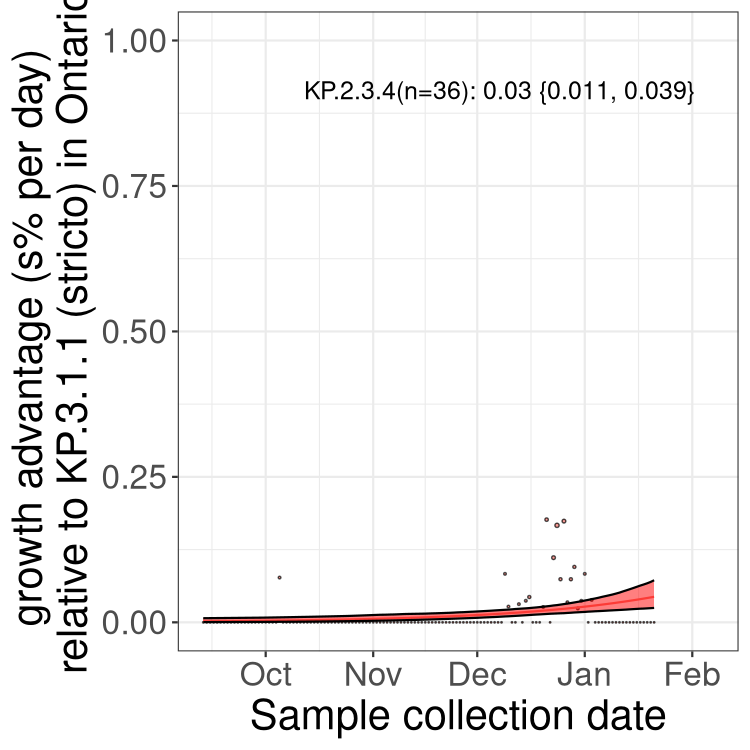 growth advantage (s% per day)
relative to KP.3.1.1 (stricto) in Ontario
1.00
0.75
0.50
0.25
0.00
KP.2.3.4(n=36): 0.03 {0.011, 0.039}
Oct Nov Dec Jan Feb
Sample collection date